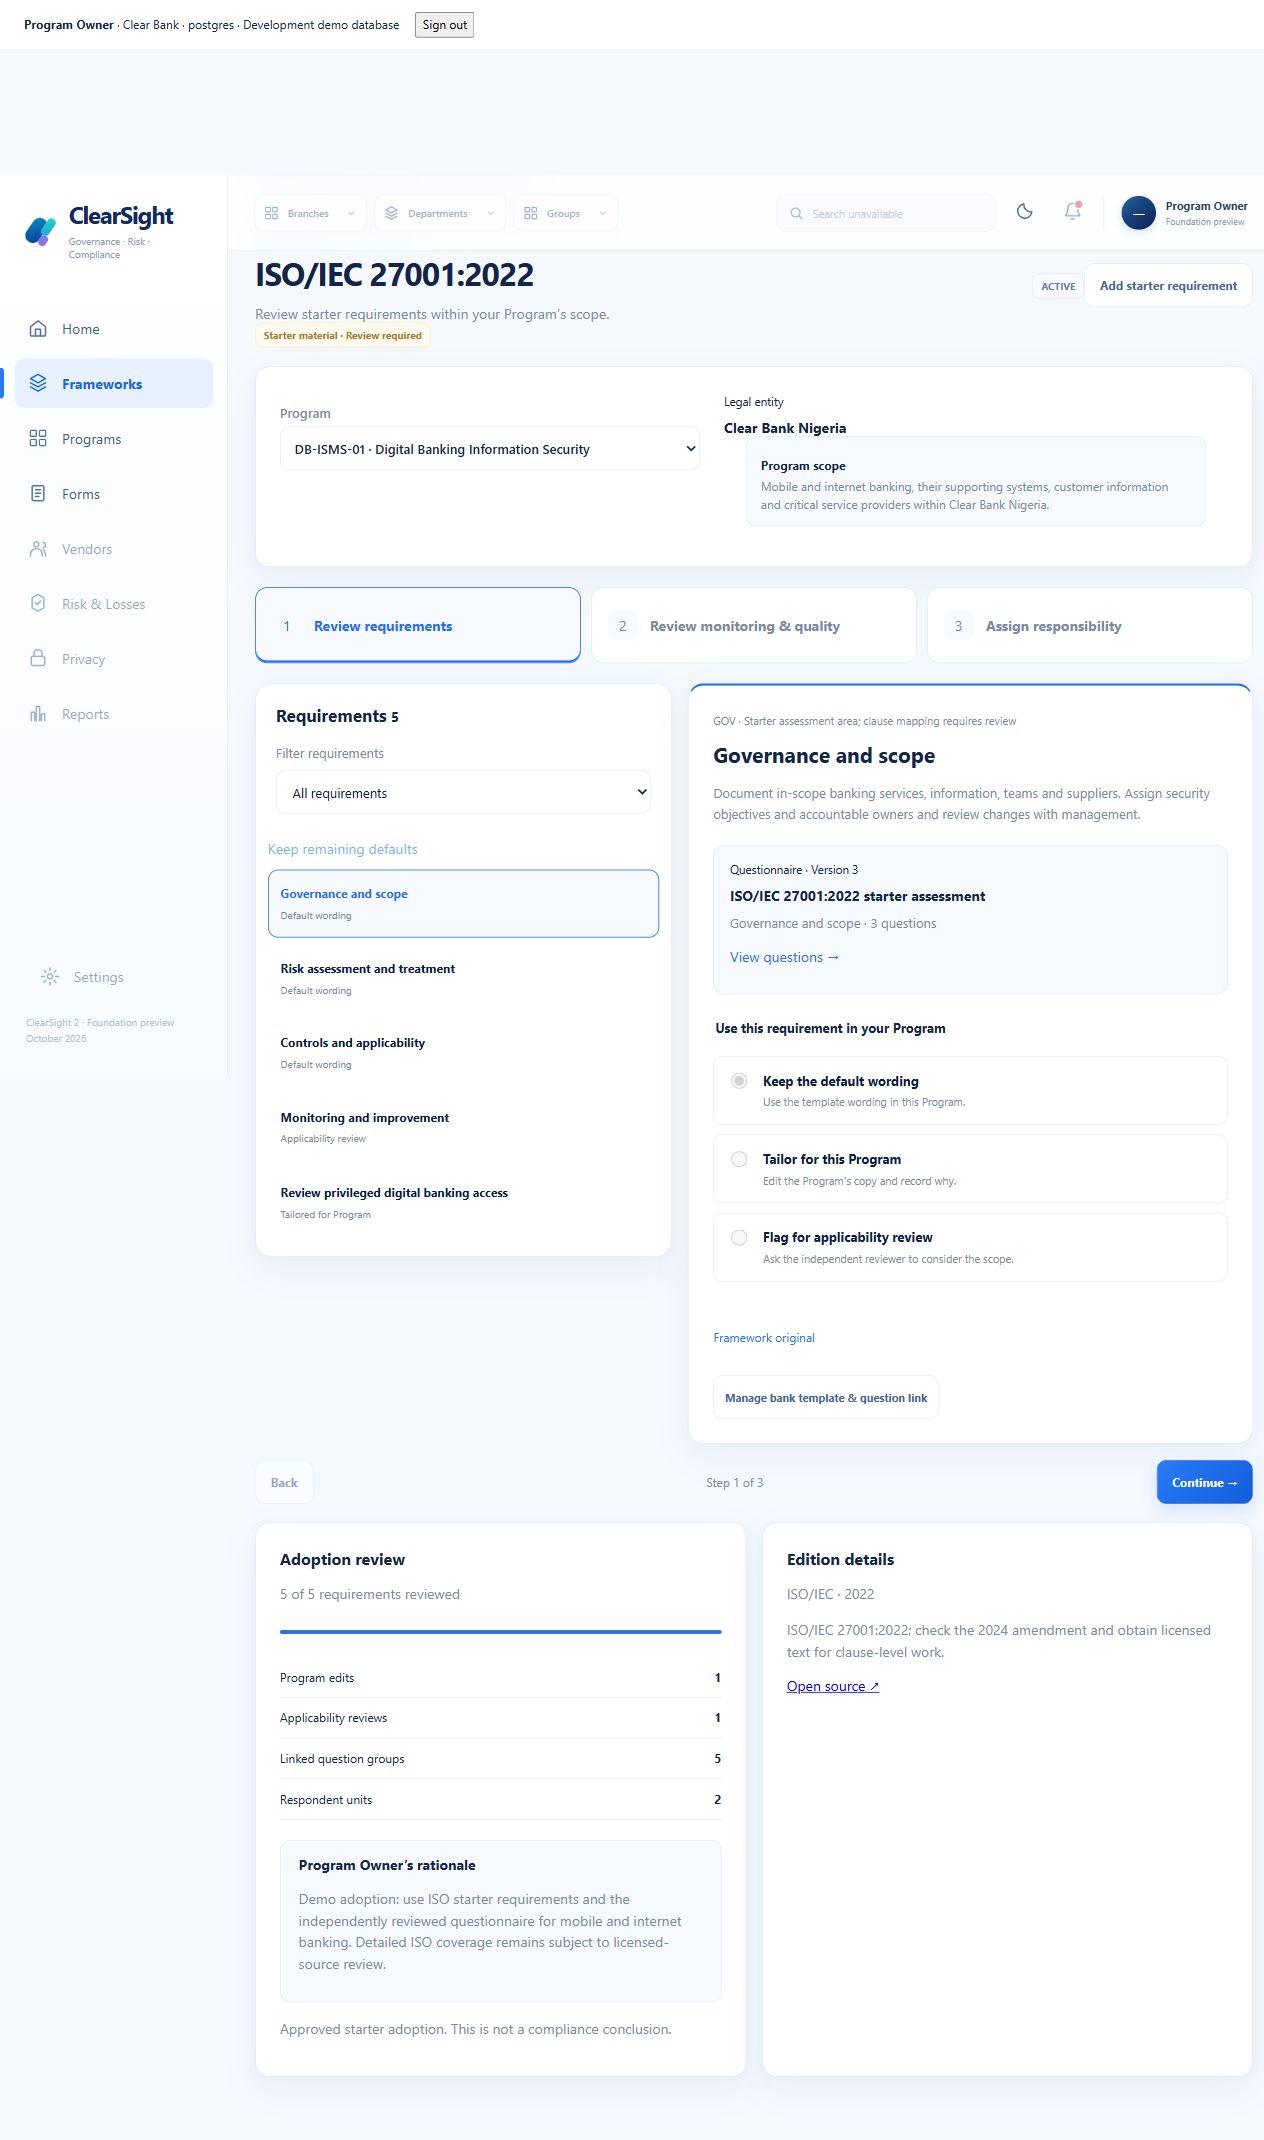 Program Owner · Clear Bank · postgres · Development demo database
Sign out
ClearSight
Governance · Risk ·
Compliance
Branches
Departments
Groups
Search unavailable
Program Owner
Foundation preview
Home
Frameworks
Programs
Forms
Vendors
Risk & Losses
Privacy
Reports
Settings
ClearSight 2 · Foundation preview
October 2026
ISO/IEC 27001:2022
Review starter requirements within your Program’s scope.
Starter material · Review required
ACTIVE
Add starter requirement
Program
DB-ISMS-01 · Digital Banking Information Security
Legal entity
Clear Bank Nigeria
Program scope
Mobile and internet banking, their supporting systems, customer information
and critical service providers within Clear Bank Nigeria.
1 Review requirements
2 Review monitoring & quality
3 Assign responsibility
Requirements 5
Filter requirements
All requirements
Keep remaining defaults
Governance and scope
Default wording
Risk assessment and treatment
Default wording
Controls and applicability
Default wording
Monitoring and improvement
Applicability review
Review privileged digital banking access
Tailored for Program
GOV · Starter assessment area; clause mapping requires review
Governance and scope
Document in-scope banking services, information, teams and suppliers. Assign security
objectives and accountable owners and review changes with management.
Questionnaire · Version 3
ISO/IEC 27001:2022 starter assessment
Governance and scope · 3 questions
View questions →
Use this requirement in your Program
Keep the default wording
Use the template wording in this Program.
Tailor for this Program
Edit the Program’s copy and record why.
Flag for applicability review
Ask the independent reviewer to consider the scope.
Framework original
Manage bank template & question link
Back
Step 1 of 3
Continue →
Adoption review
5 of 5 requirements reviewed
Program edits 1
Applicability reviews 1
Linked question groups 5
Respondent units 2
Program Owner’s rationale
Demo adoption: use ISO starter requirements and the
independently reviewed questionnaire for mobile and internet
banking. Detailed ISO coverage remains subject to licensed-
source review.
Approved starter adoption. This is not a compliance conclusion.
Edition details
ISO/IEC · 2022
ISO/IEC 27001:2022; check the 2024 amendment and obtain licensed
text for clause-level work.
Open source ↗